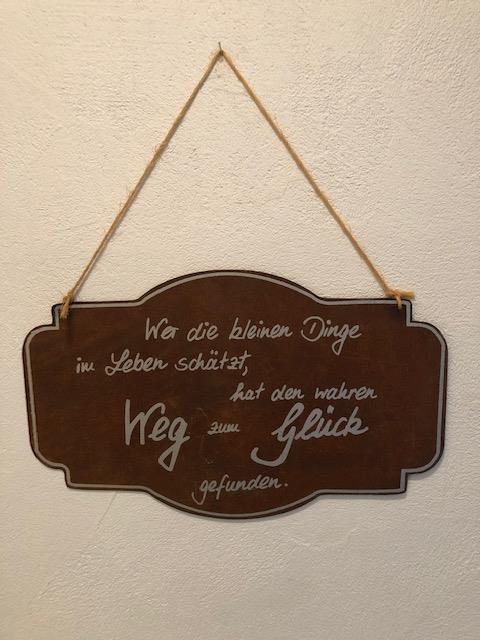 Wer die kleinen Dinge
im Leben schätzt,
hat den wahren
Weg zum Glück
gefunden.